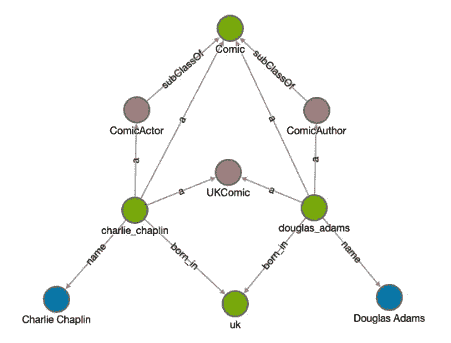 Comic
subClassOf
subClassOf
ComicActor
ComicAuthor
a
a
a
a
a
a
UKComic
charlie_chaplin
douglas_adams
name
born_in
born_in
name
Charlie Chaplin
uk
Douglas Adams